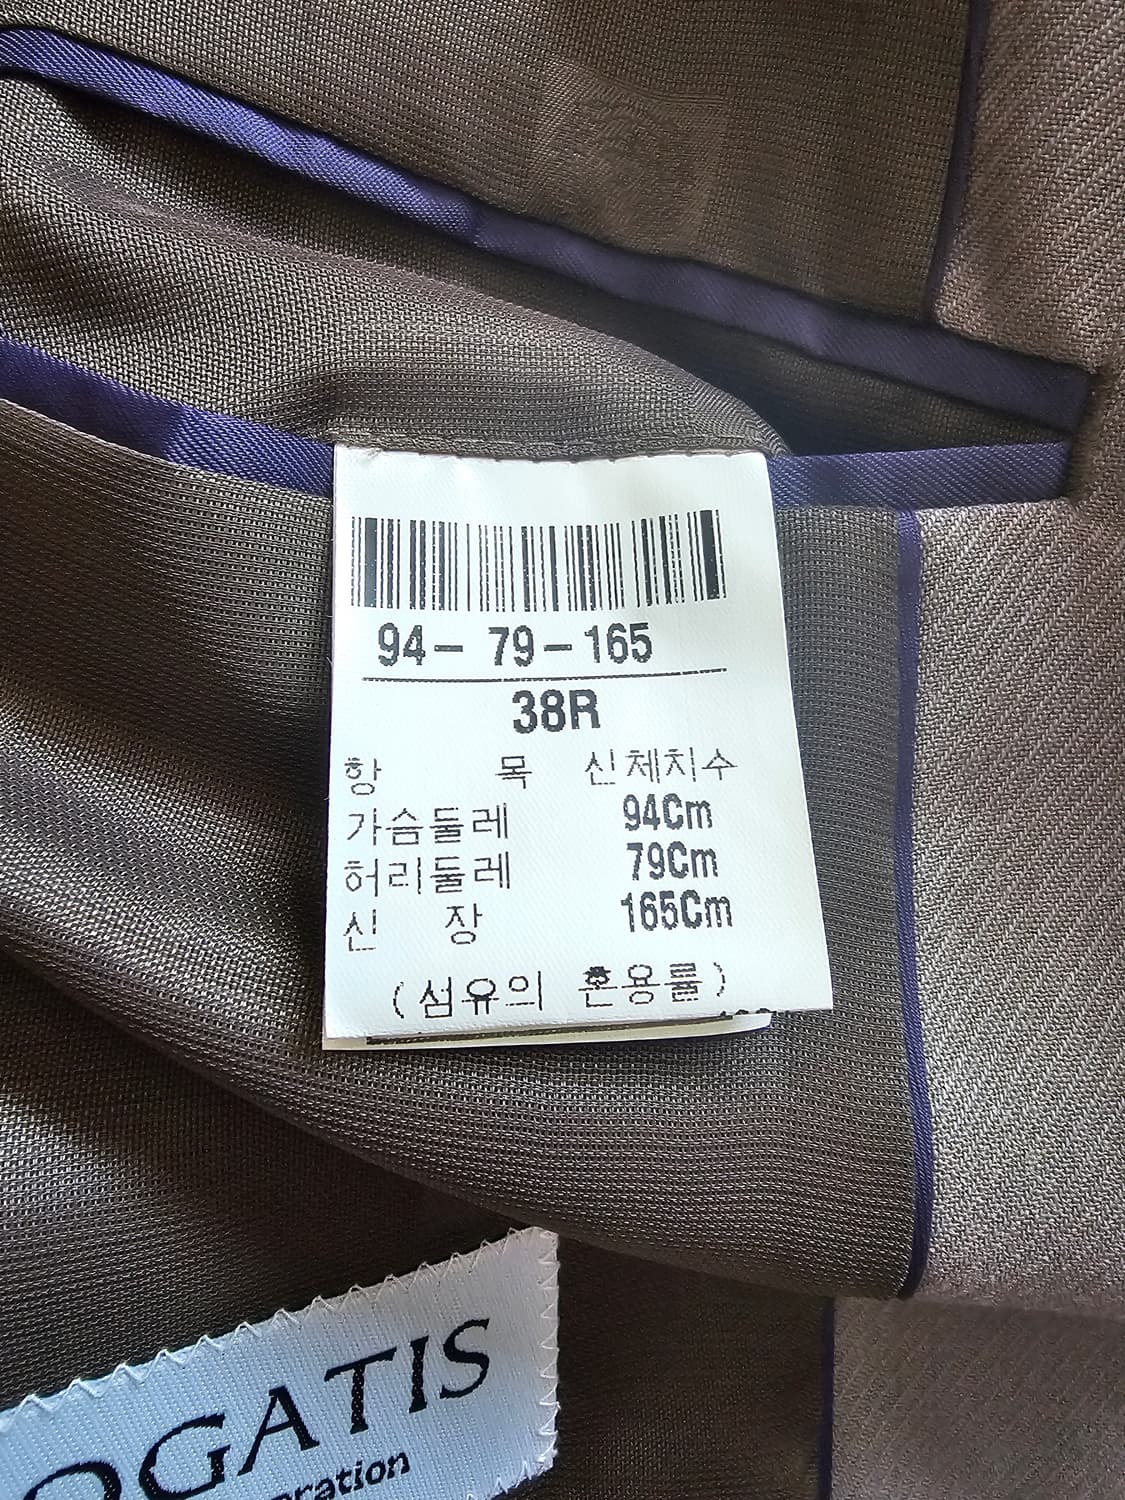 94- 79-165
38R
항 목 신체치수
가슴둘레 94Cm
허리둘레 79Cm
신 장 165Cm
(섬유의 혼용률)
OGATIS